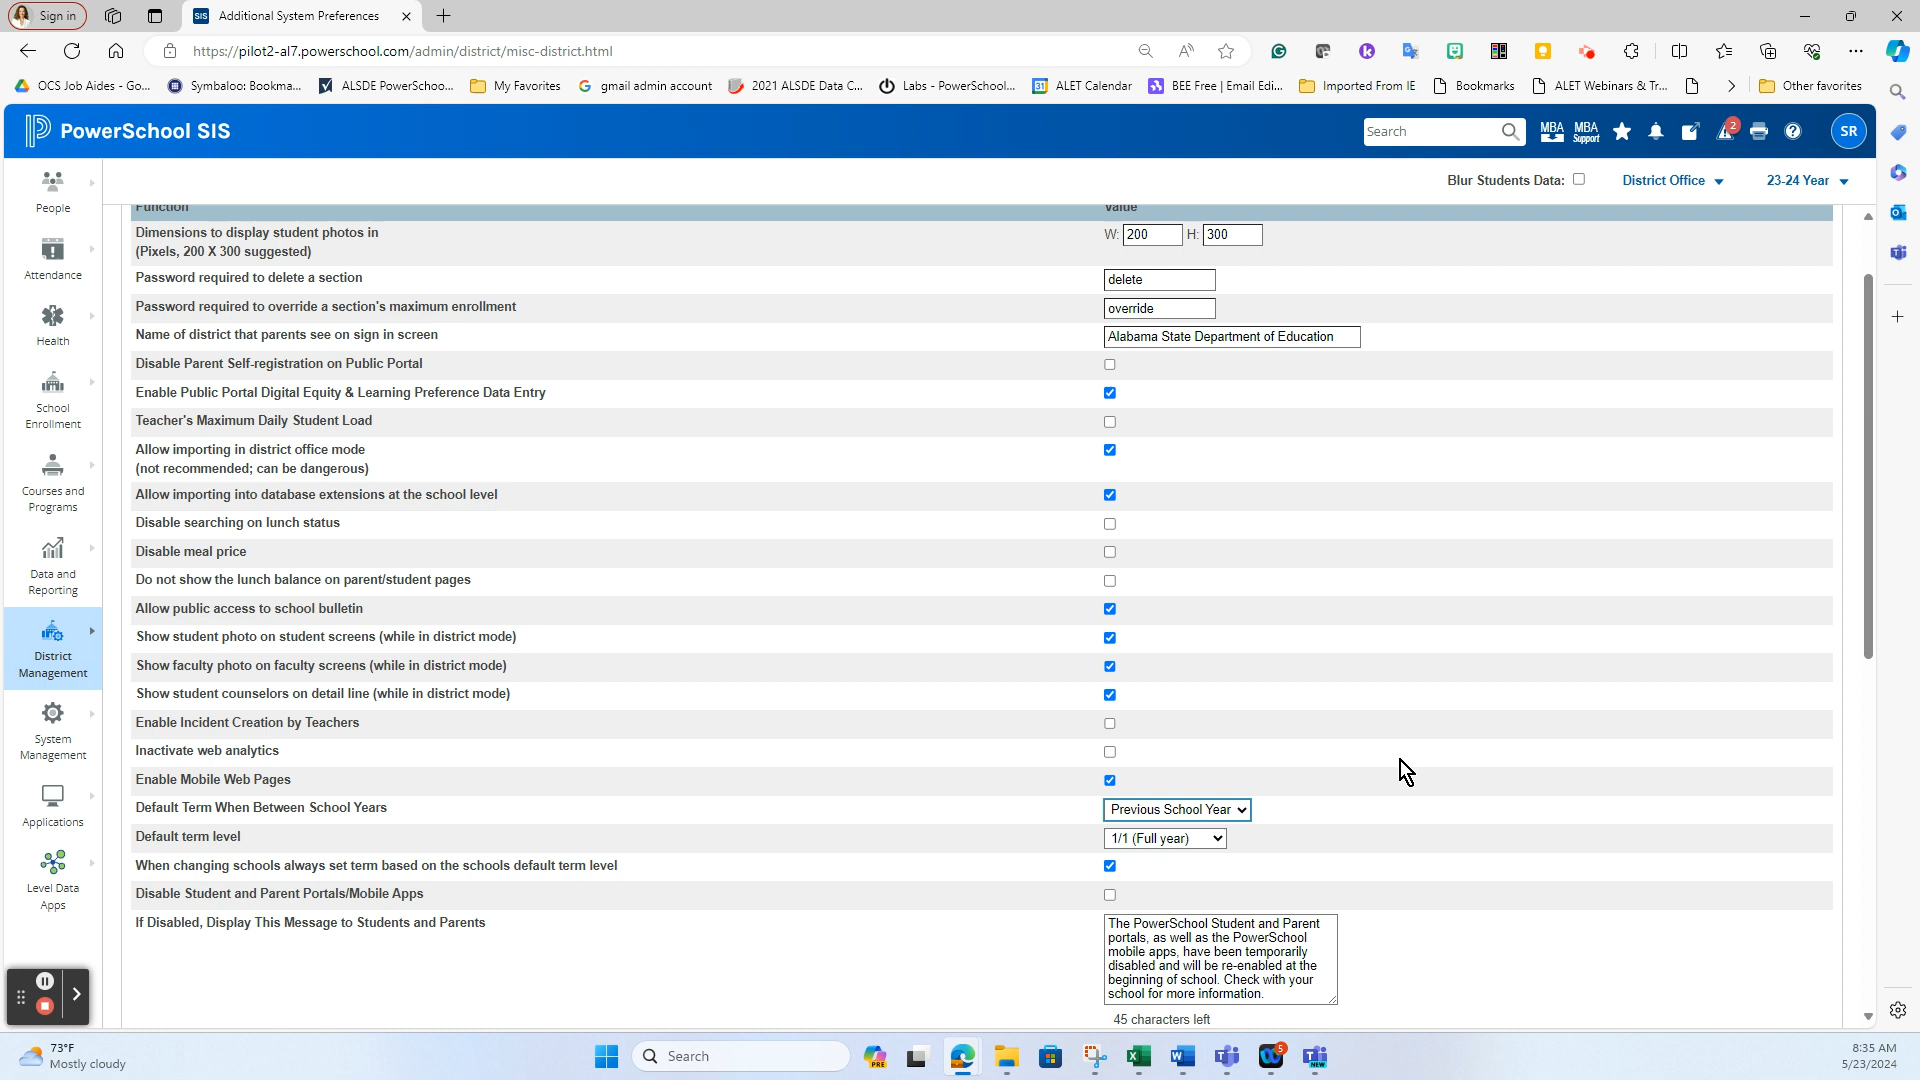 Sign in
SIS Additional System Preferences
https://pilot2-al7.powerschool.com/admin/district/misc-district.html
OCS Job Aides - Go...
Symbaloo: Bookma...
ALSDE PowerSchoo...
My Favorites
gmail admin account
2021 ALSDE Data C...
Labs - PowerSchool...
31 ALET Calendar
BEE Free | Email Edi...
Imported From IE
Bookmarks
ALET Webinars & Tr...
Other favorites
PowerSchool SIS
Search
MBA
MBA Support
2
SR
Blur Students Data:
District Office
23-24 Year
People
Attendance
Health
School Enrollment
Courses and Programs
Data and Reporting
District Management
System Management
Applications
Level Data Apps
Function Value
Dimensions to display student photos in
(Pixels, 200 X 300 suggested)
W: 200 H: 300
Password required to delete a section delete
Password required to override a section's maximum enrollment override
Name of district that parents see on sign in screen Alabama State Department of Education
Disable Parent Self-registration on Public Portal
Enable Public Portal Digital Equity & Learning Preference Data Entry
Teacher's Maximum Daily Student Load
Allow importing in district office mode
(not recommended; can be dangerous)
Allow importing into database extensions at the school level
Disable searching on lunch status
Disable meal price
Do not show the lunch balance on parent/student pages
Allow public access to school bulletin
Show student photo on student screens (while in district mode)
Show faculty photo on faculty screens (while in district mode)
Show student counselors on detail line (while in district mode)
Enable Incident Creation by Teachers
Inactivate web analytics
Enable Mobile Web Pages
Default Term When Between School Years Previous School Year
Default term level 1/1 (Full year)
When changing schools always set term based on the schools default term level
Disable Student and Parent Portals/Mobile Apps
If Disabled, Display This Message to Students and Parents
The PowerSchool Student and Parent
portals, as well as the PowerSchool
mobile apps, have been temporarily
disabled and will be re-enabled at the
beginning of school. Check with your
school for more information.
45 characters left
73°F
Mostly cloudy
Search
PRE
5
NEW
8:35 AM
5/23/2024